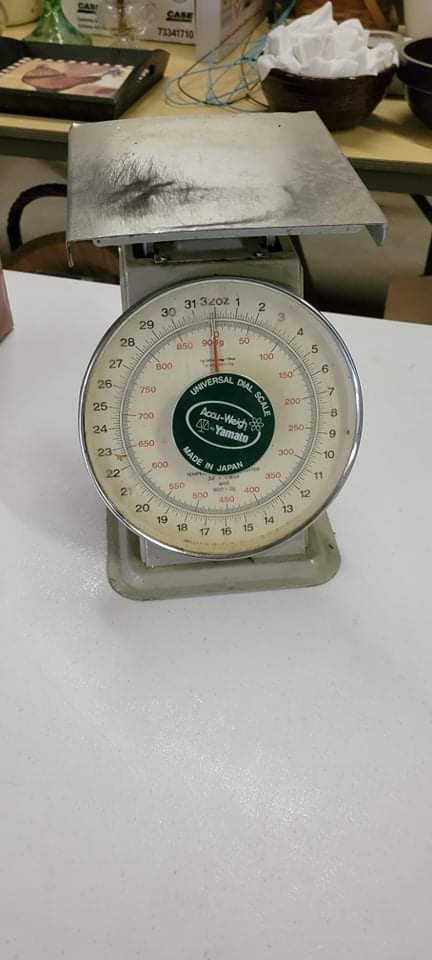 CASE
CASE
73341710
32oz 1 2 3 4 5 6 7 8 9 10 11 12 13 14 15 16 17 18 19 20 21 22 23 24 25 26 27 28 29 30 31
50 100 150 200 250 300 350 400 450 500 550 600 650 700 750 800 850 900g
UNIVERSAL DIAL SCALE
Accu-Weigh
by Yamato
MADE IN JAPAN